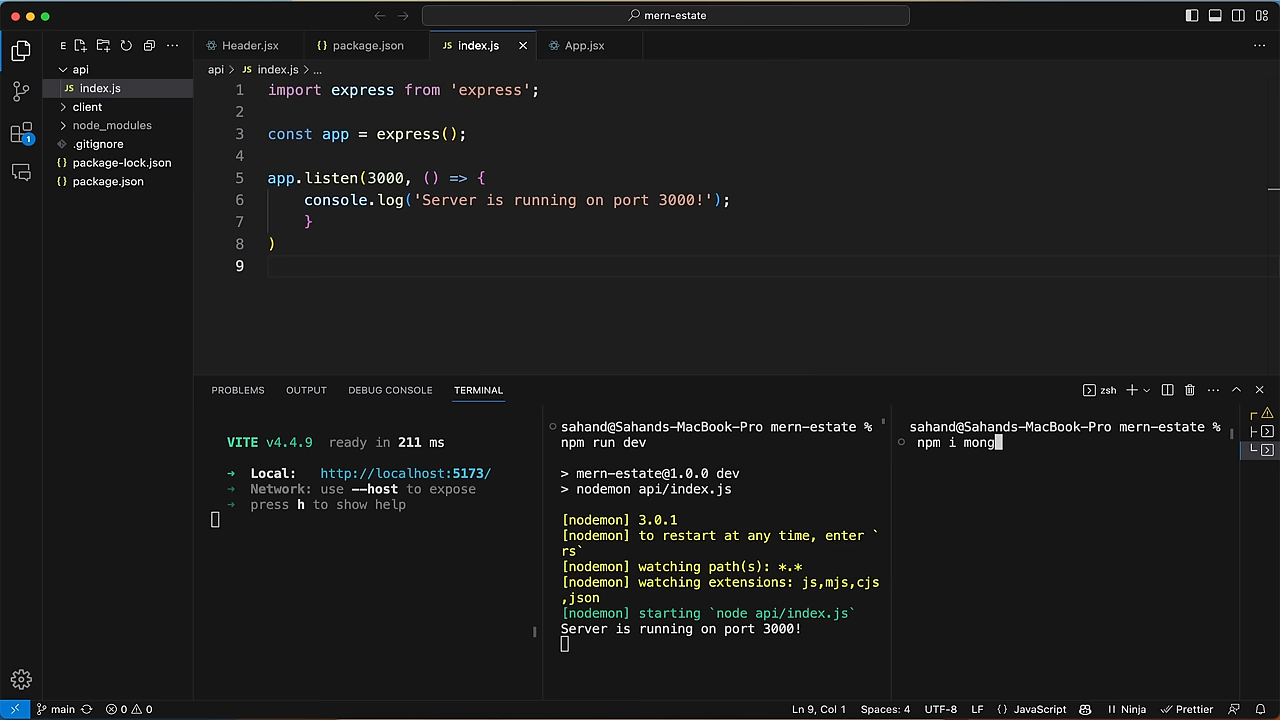 mern-estate
E
Header.jsx
{} package.json
JS index.js
App.jsx
api
JS index.js
client
node_modules
.gitignore
{} package-lock.json
{} package.json
1
api > JS index.js > ...
1 import express from 'express';
2
3 const app = express();
4
5 app.listen(3000, () => {
6 console.log('Server is running on port 3000!');
7 }
8 )
9
PROBLEMS
OUTPUT
DEBUG CONSOLE
TERMINAL
zsh
VITE v4.4.9 ready in 211 ms
➜ Local: http://localhost:5173/
➜ Network: use --host to expose
➜ press h to show help
sahand@Sahands-MacBook-Pro mern-estate %
npm run dev
> mern-estate@1.0.0 dev
> nodemon api/index.js
[nodemon] 3.0.1
[nodemon] to restart at any time, enter `
rs`
[nodemon] watching path(s): *.*
[nodemon] watching extensions: js,mjs,cjs
,json
[nodemon] starting `node api/index.js`
Server is running on port 3000!
sahand@Sahands-MacBook-Pro mern-estate %
npm i mong
main
0 0
Ln 9, Col 1
Spaces: 4
UTF-8
LF
{} JavaScript
Ninja
Prettier